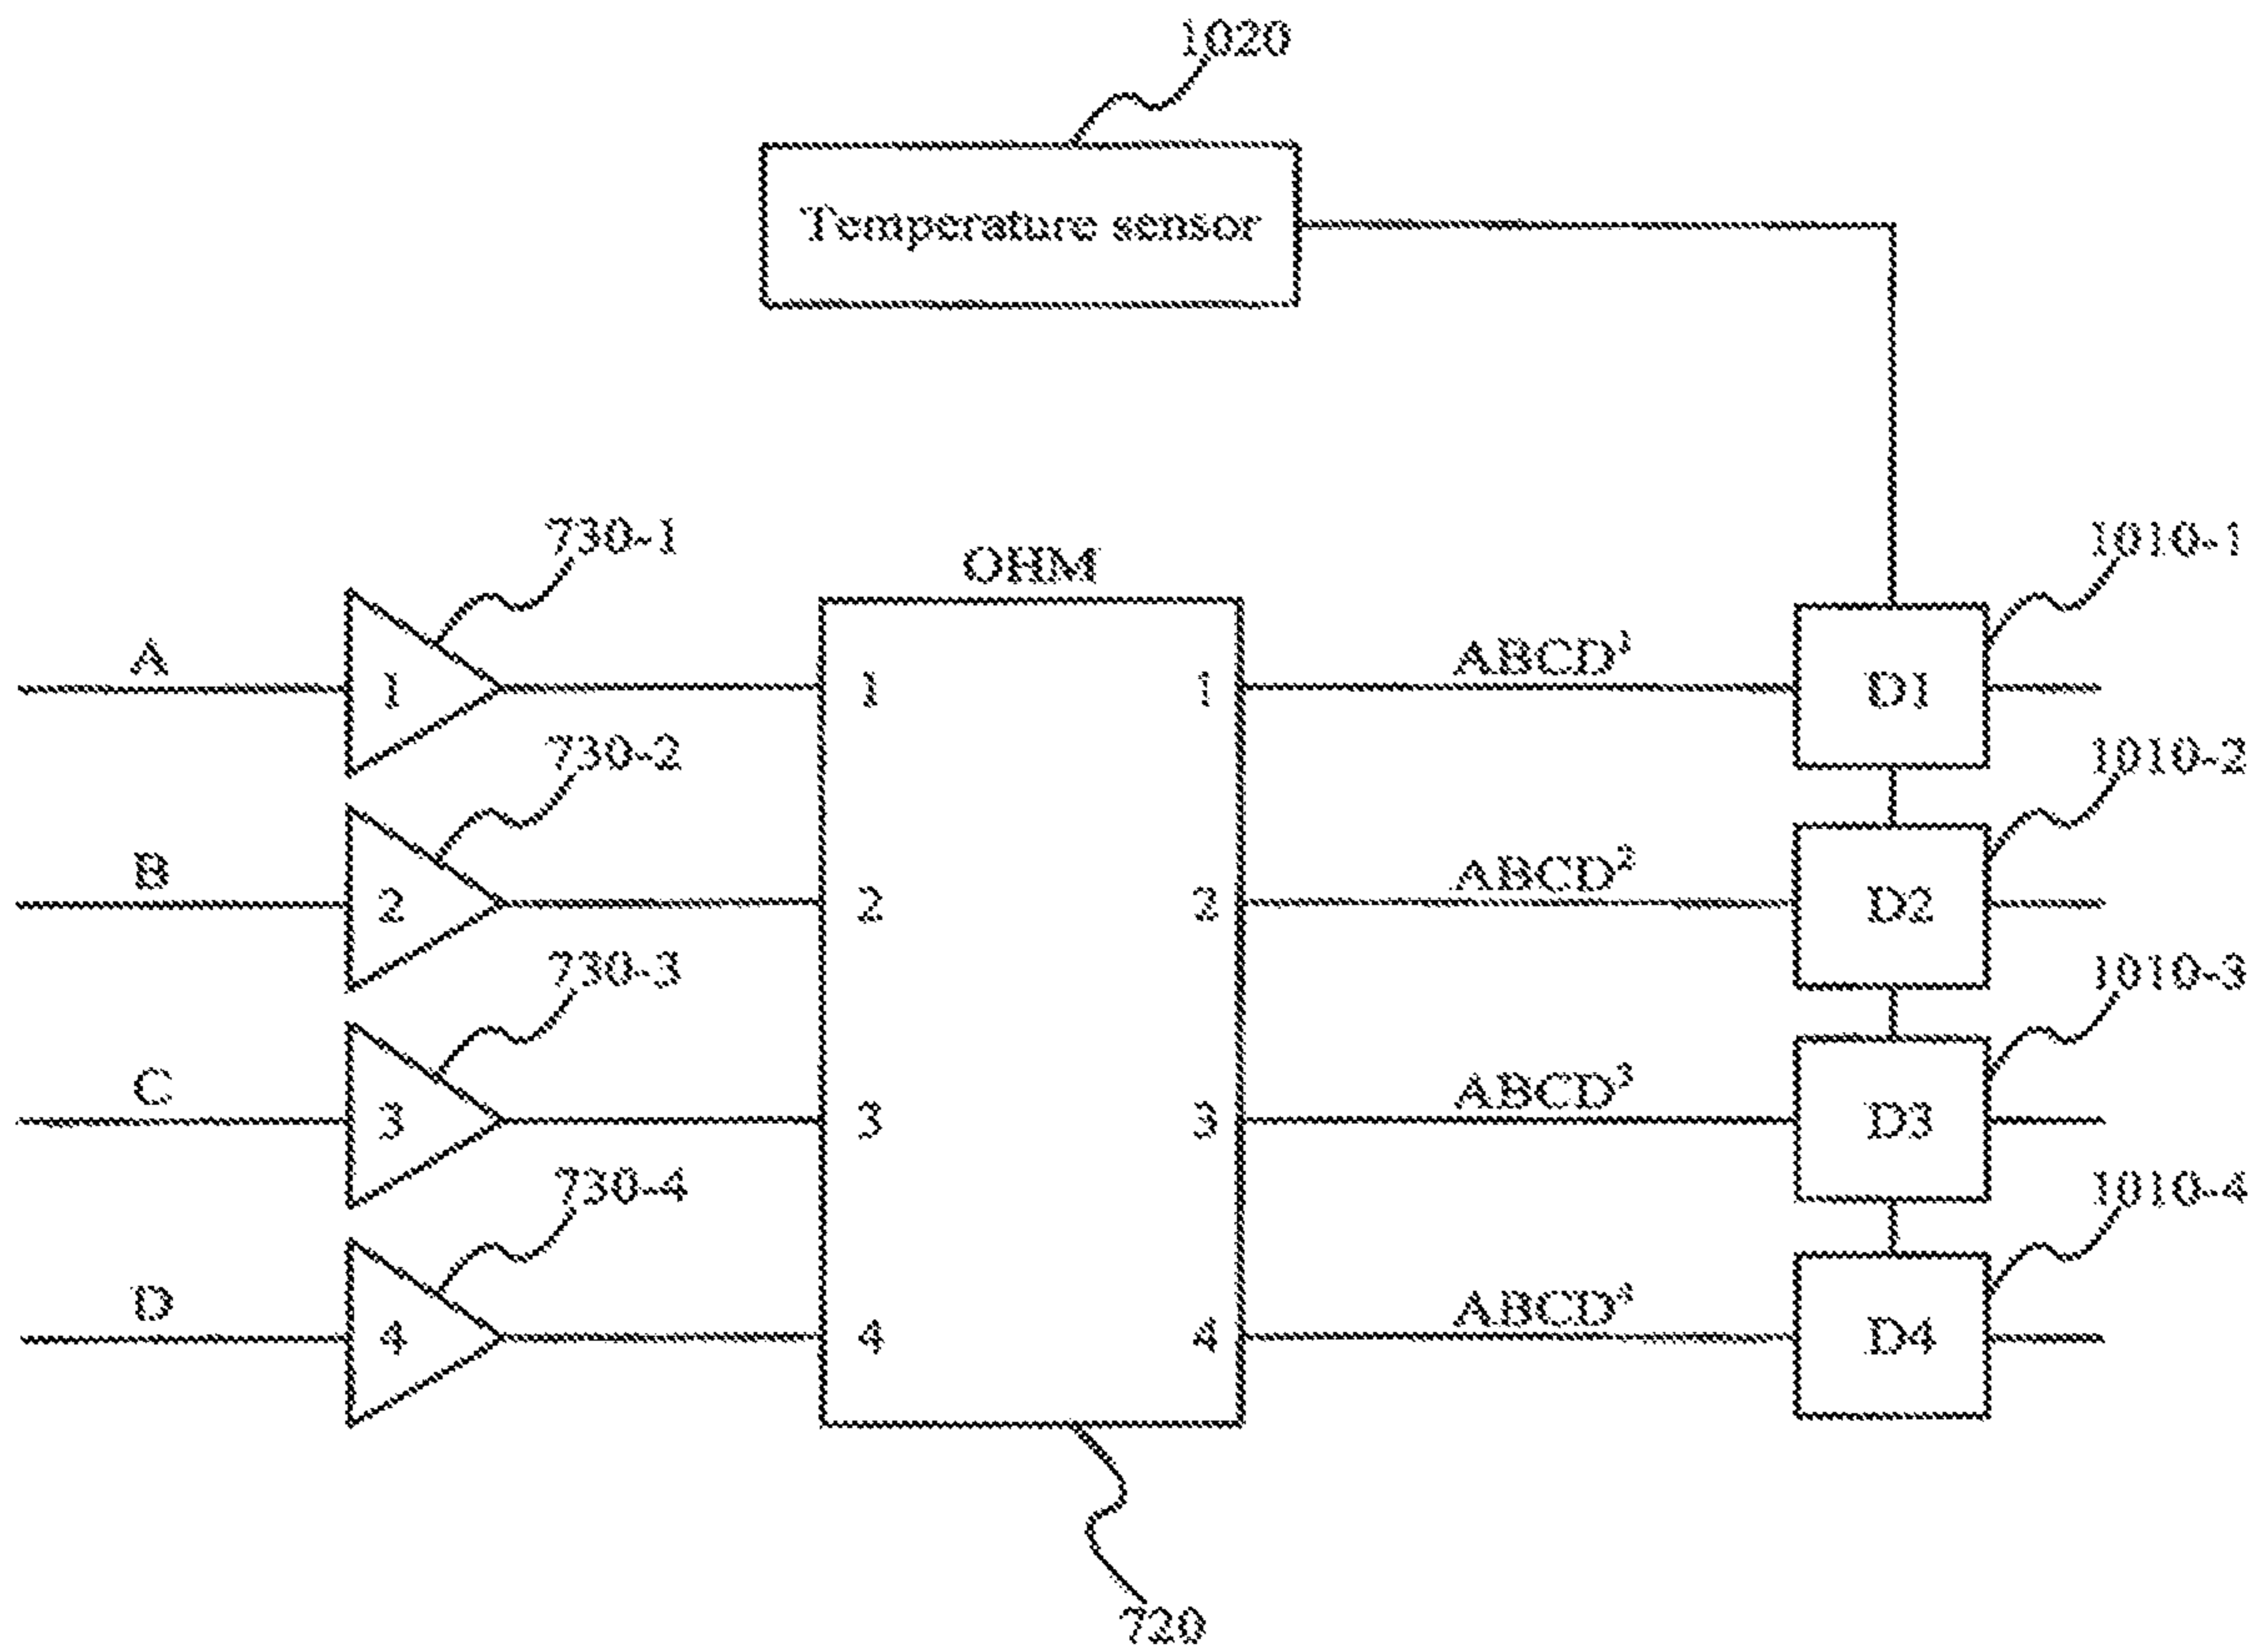 1020
Temperature sensor
730-1
OHM
1010-1
A
1
1
1
ABCD¹
D1
730-2
1010-2
B
2
2
2
ABCD²
D2
730-3
1010-3
C
3
3
3
ABCD³
D3
730-4
1010-4
D
4
4
4
ABCD⁴
D4
720